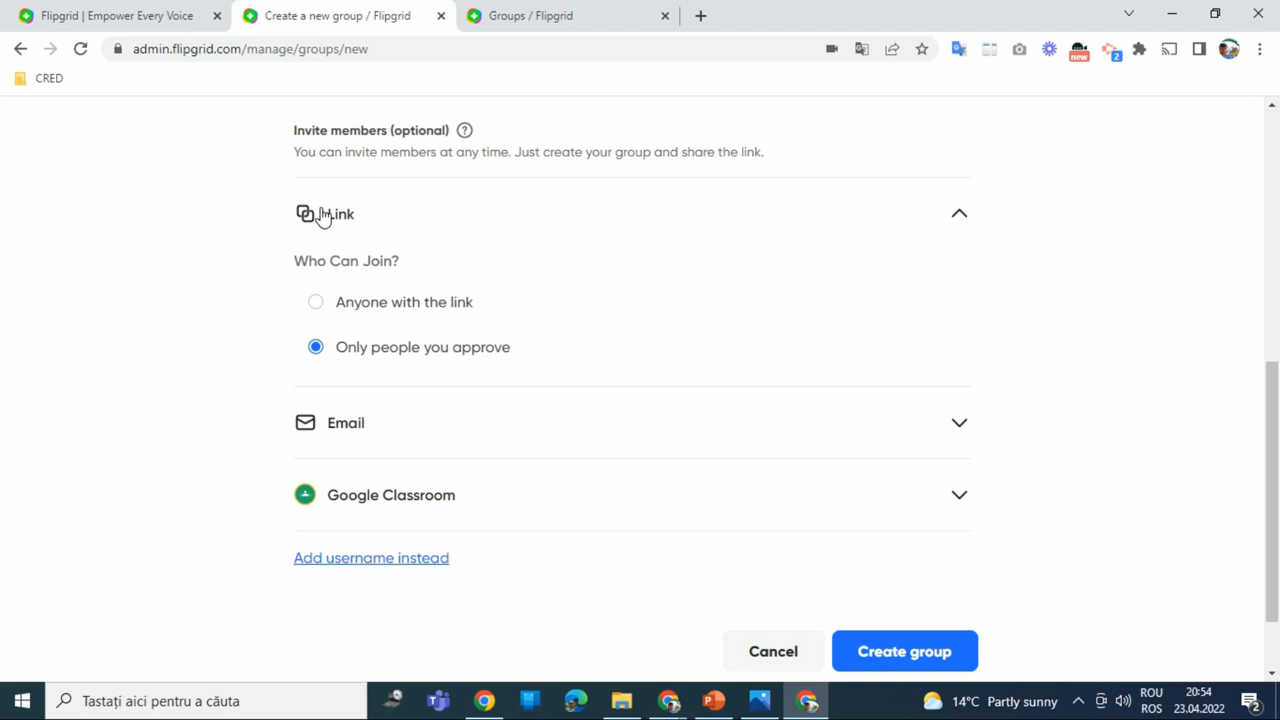 Flipgrid | Empower Every Voice
Create a new group / Flipgrid
Groups / Flipgrid
admin.flipgrid.com/manage/groups/new
new
2
CRED
Invite members (optional) ?
You can invite members at any time. Just create your group and share the link.
Link
Who Can Join?
Anyone with the link
Only people you approve
Email
Google Classroom
Add username instead
Cancel
Create group
Tastați aici pentru a căuta
14°C Partly sunny
ROU
ROS
20:54
23.04.2022
2